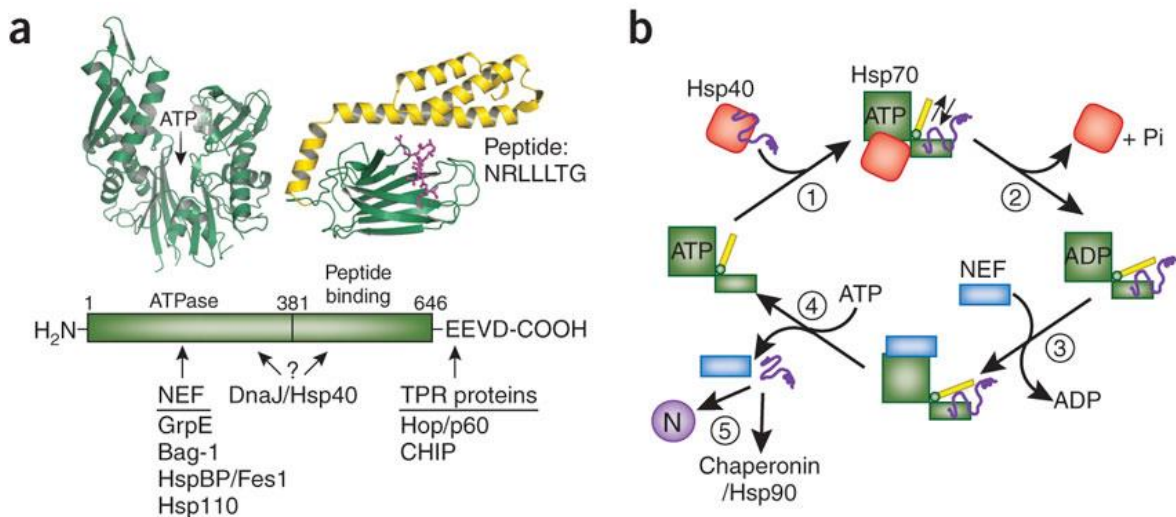 a
ATP
Peptide:
NRLLLTG
1
ATPase
381
Peptide
binding
646
H₂N
EEVD-COOH
?
NEF
GrpE
Bag-1
HspBP/Fes1
Hsp110
DnaJ/Hsp40
TPR proteins
Hop/p60
CHIP
b
Hsp40
Hsp70
ATP
+ Pi
①
②
ATP
ADP
NEF
④
ATP
③
ADP
N
⑤
Chaperonin
/Hsp90